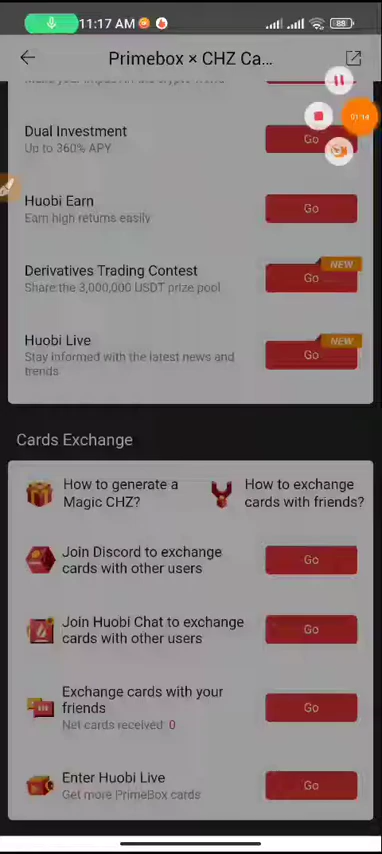 11:17 AM
88
Primebox × CHZ Ca...
01:14
Dual Investment
Up to 360% APY
Go
Huobi Earn
Earn high returns easily
Go
NEW
Derivatives Trading Contest
Share the 3,000,000 USDT prize pool
Go
NEW
Huobi Live
Stay informed with the latest news and
trends
Go
Cards Exchange
How to generate a
Magic CHZ?
How to exchange
cards with friends?
Join Discord to exchange
cards with other users
Go
Join Huobi Chat to exchange
cards with other users
Go
Exchange cards with your
friends
Net cards received 0
Go
Enter Huobi Live
Get more PrimeBox cards
Go